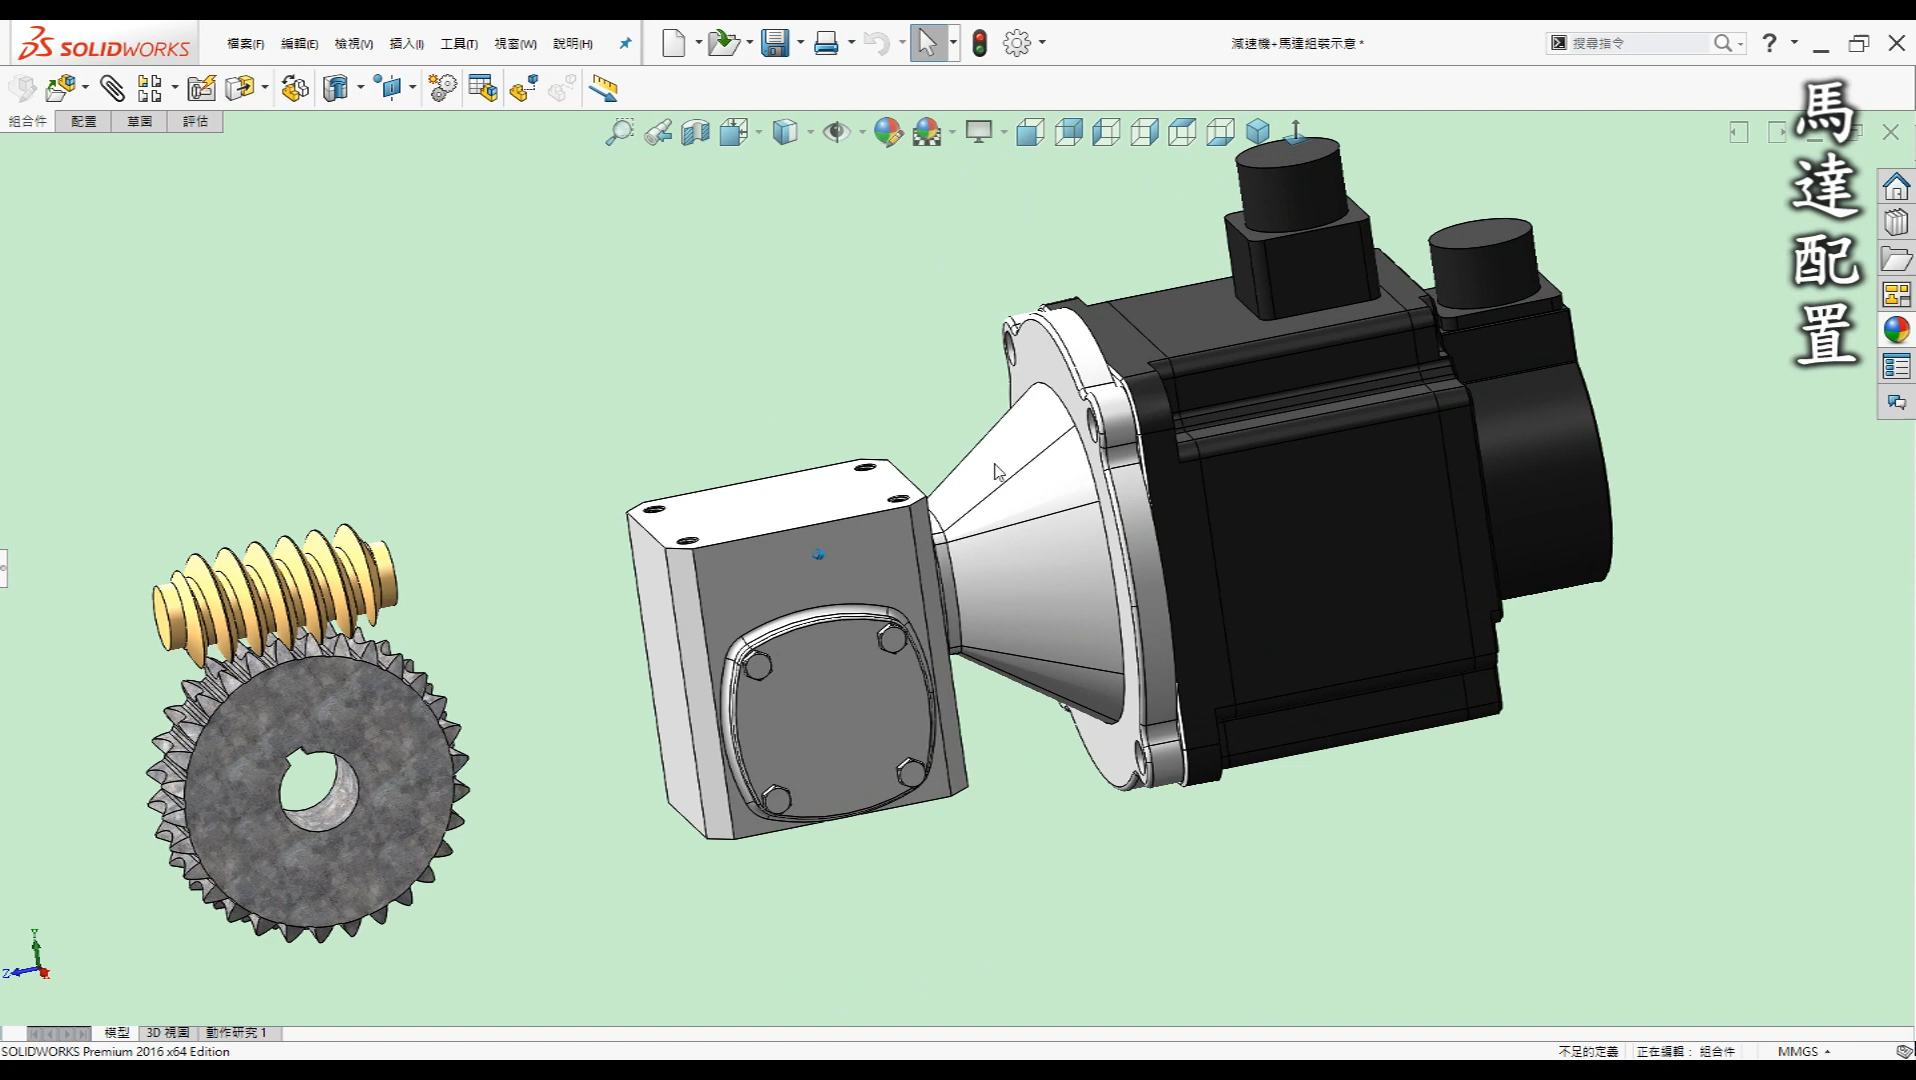 SOLIDWORKS
檔案(F) 編輯(E) 檢視(V) 插入(I) 工具(T) 視窗(W) 說明(H)
減速機+馬達組裝示意 *
搜尋指令
組合件 配置 草圖 評估
馬達配置
Y
Z
X
模型 3D 視圖 動作研究 1
SOLIDWORKS Premium 2016 x64 Edition
不足的定義 正在編輯： 組合件 MMGS